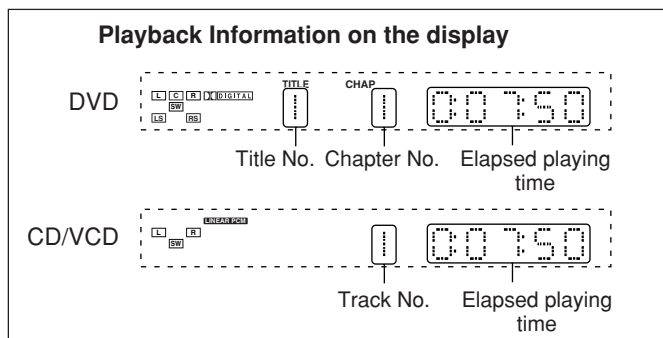 Playback Information on the display
TITLE CHAP
DVD L C R DIGITAL 1 1 0:07:50
SW
LS RS
Title No. Chapter No. Elapsed playing
time
LINEAR PCM
CD/VCD L R 1 0:07:50
SW
Track No. Elapsed playing
time